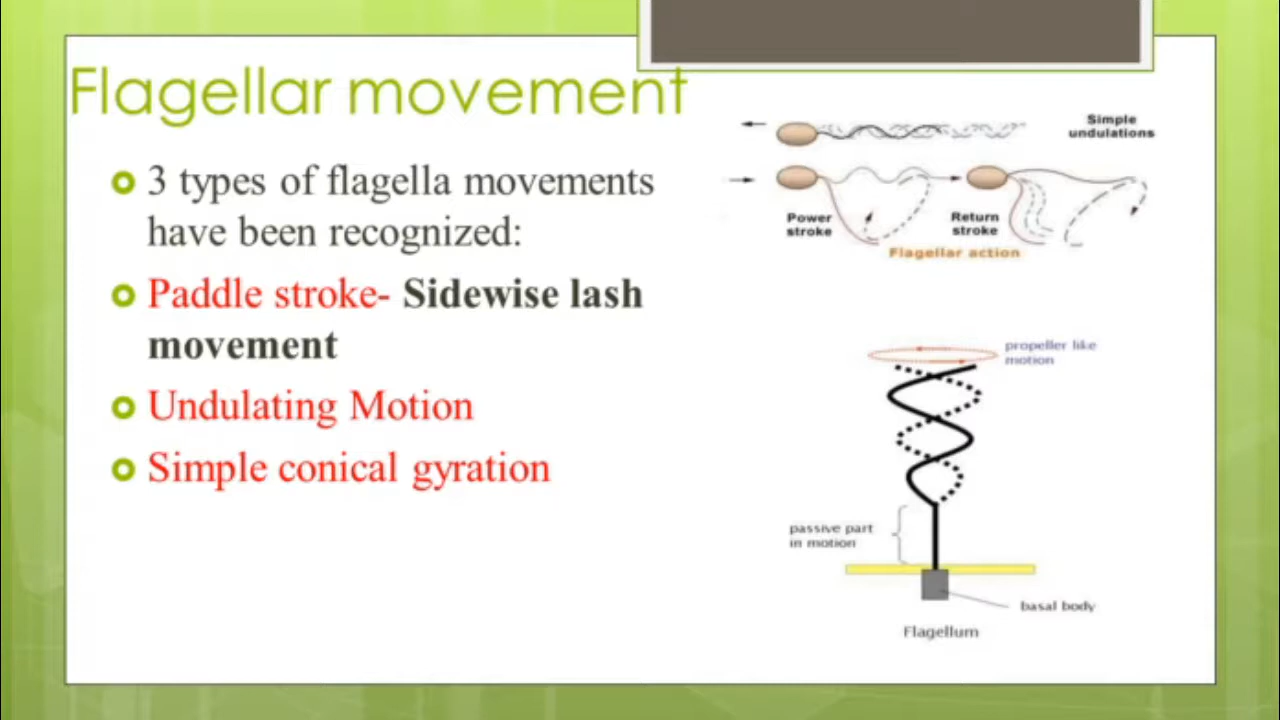 Flagellar movement
3 types of flagella movements
have been recognized:
Paddle stroke- Sidewise lash
movement
Undulating Motion
Simple conical gyration
Simple
undulations
Power
stroke
Return
stroke
Flagellar action
propeller like
motion
passive part
in motion
basal body
Flagellum